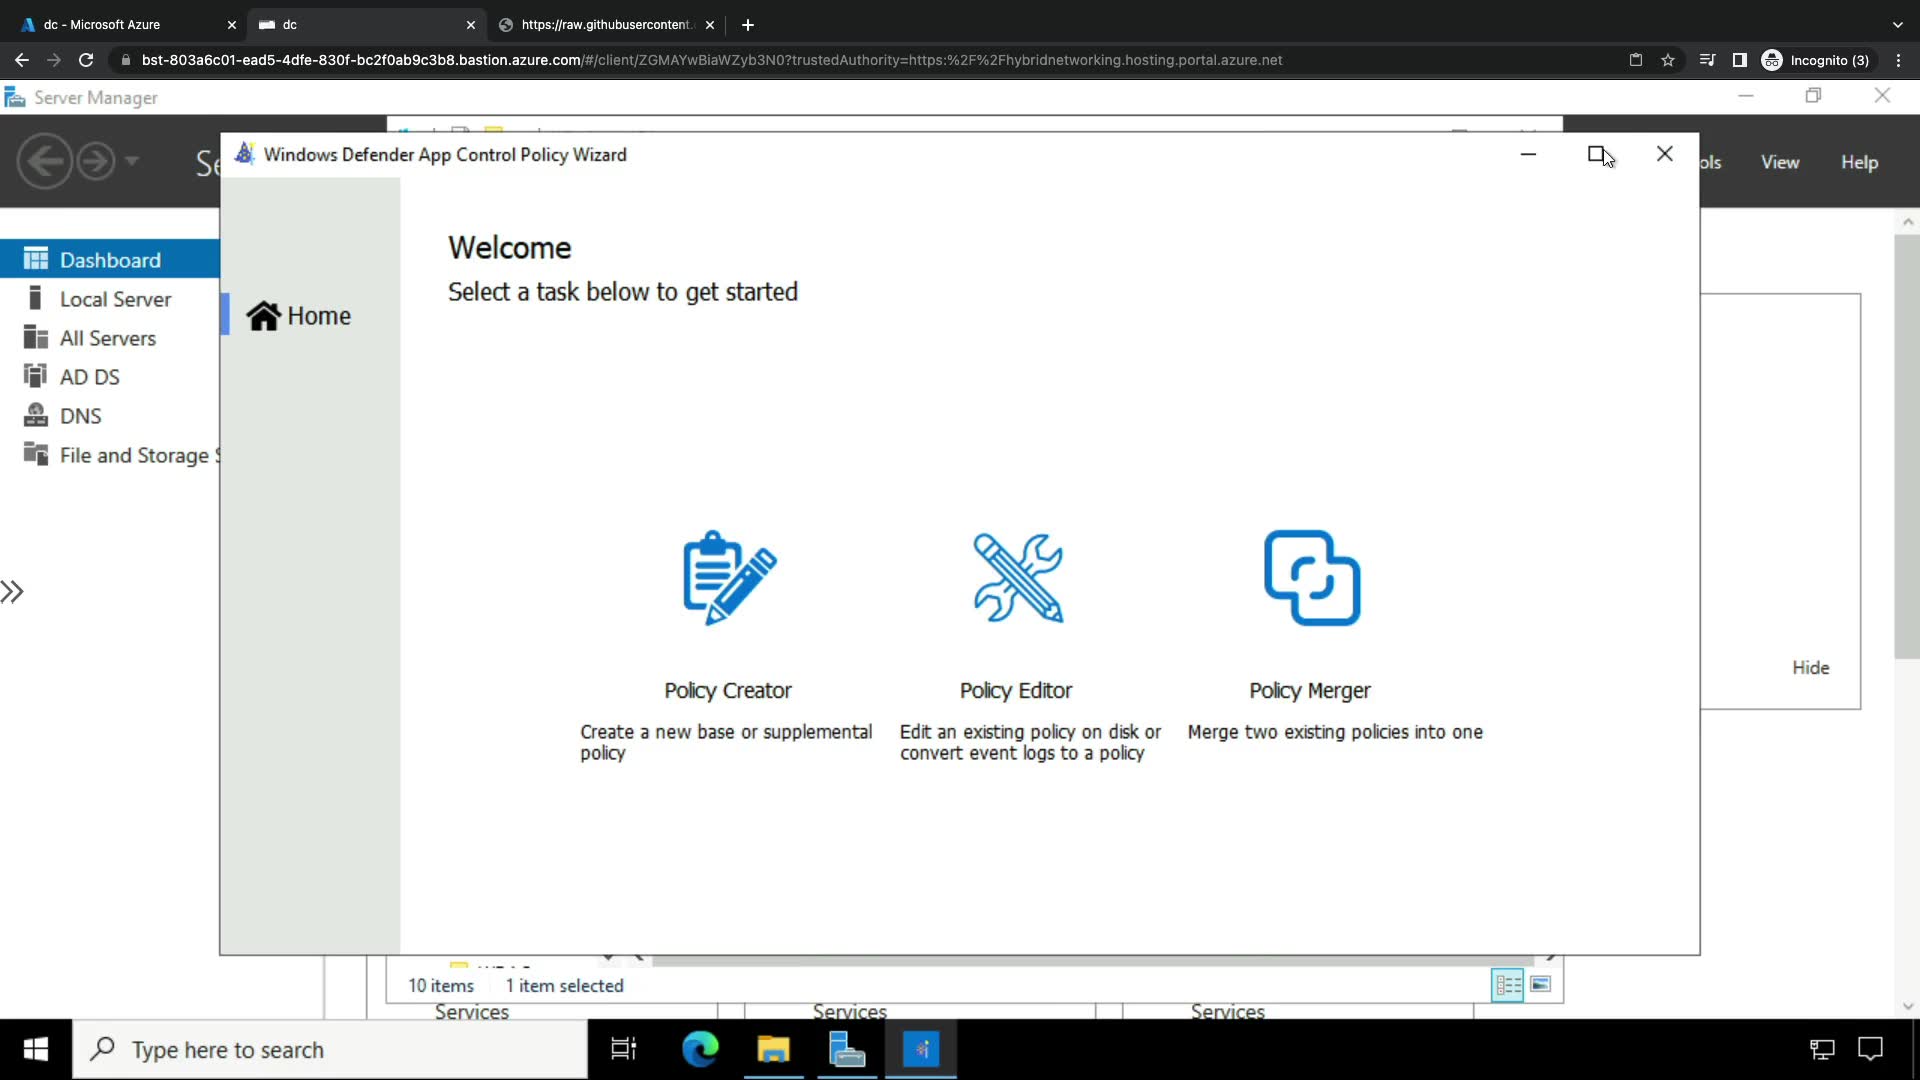 dc - Microsoft Azure
dc
https://raw.githubusercontent.
bst-803a6c01-ead5-4dfe-830f-bc2f0ab9c3b8.bastion.azure.com/#/client/ZGMAYwBiaWZyb3N0?trustedAuthority=https:%2F%2Fhybridnetworking.hosting.portal.azure.net
Incognito (3)
Server Manager
Windows Defender App Control Policy Wizard
View
Help
Dashboard
Local Server
All Servers
AD DS
DNS
File and Storage S
Home
Welcome
Select a task below to get started
Policy Creator
Create a new base or supplemental
policy
Policy Editor
Edit an existing policy on disk or
convert event logs to a policy
Policy Merger
Merge two existing policies into one
Hide
10 items
1 item selected
Services
Services
Services
Type here to search